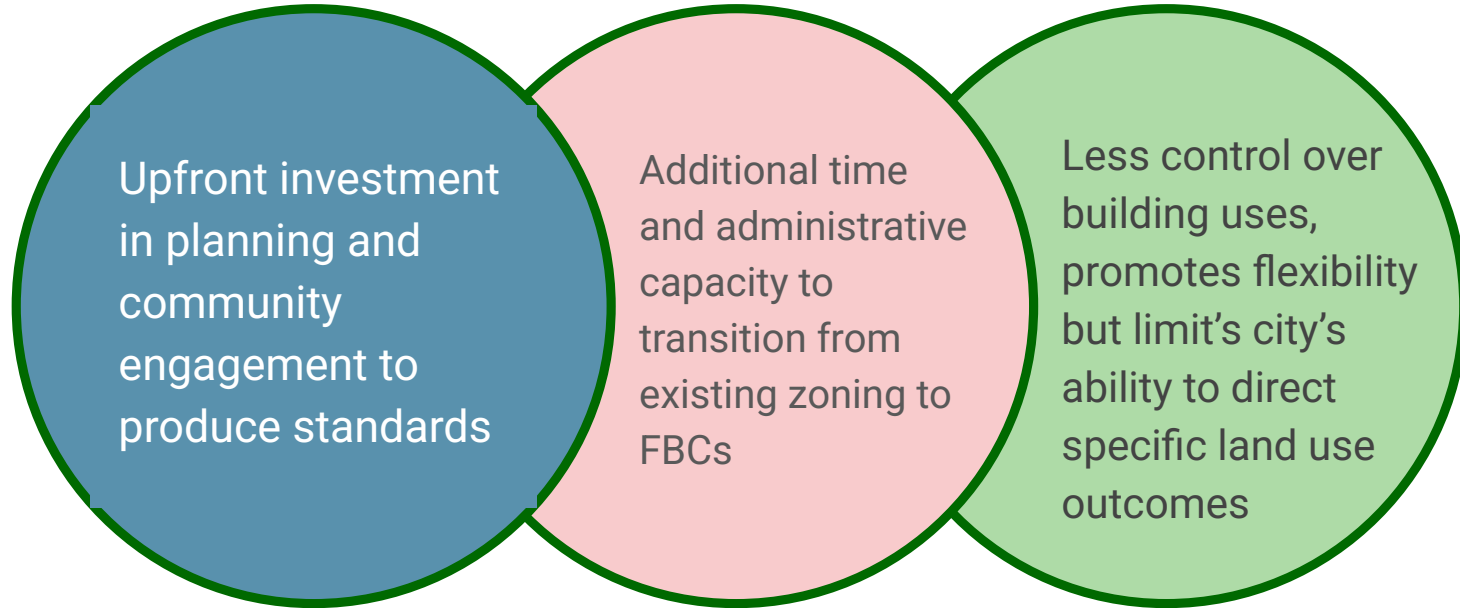 Upfront investment
in planning and
community
engagement to
produce standards
Additional time
and administrative
capacity to
transition from
existing zoning to
FBCs
Less control over
building uses,
promotes flexibility
but limit’s city’s
ability to direct
specific land use
outcomes